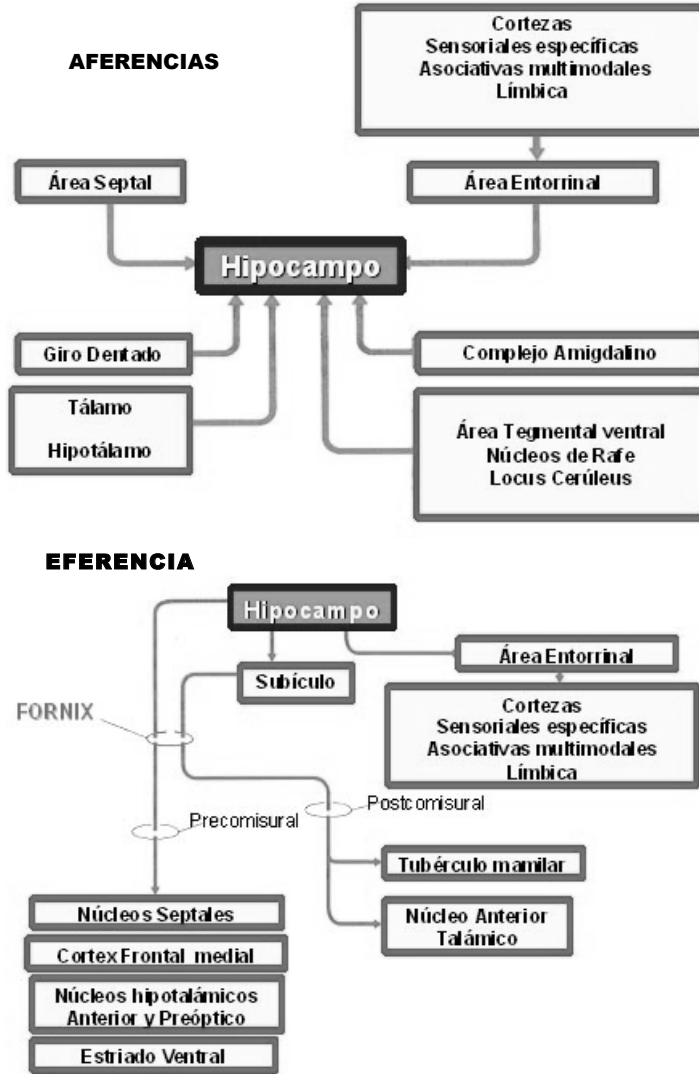 AFERENCIAS
Cortezas
Sensoriales específicas
Asociativas multimodales
Límbica
Área Septal
Área Entorrinal
Hipocampo
Giro Dentado
Complejo Amigdalino
Tálamo
Hipotálamo
Área Tegmental ventral
Núcleos de Rafe
Locus Cerúleus
EFERENCIA
Hipocampo
Área Entorrinal
Subículo
Cortezas
Sensoriales específicas
Asociativas multimodales
Límbica
FORNIX
Precomisural
Postcomisural
Tubérculo mamilar
Núcleo Anterior
Talámico
Núcleos Septales
Cortex Frontal medial
Núcleos hipotalámicos
Anterior y Preóptico
Estriado Ventral